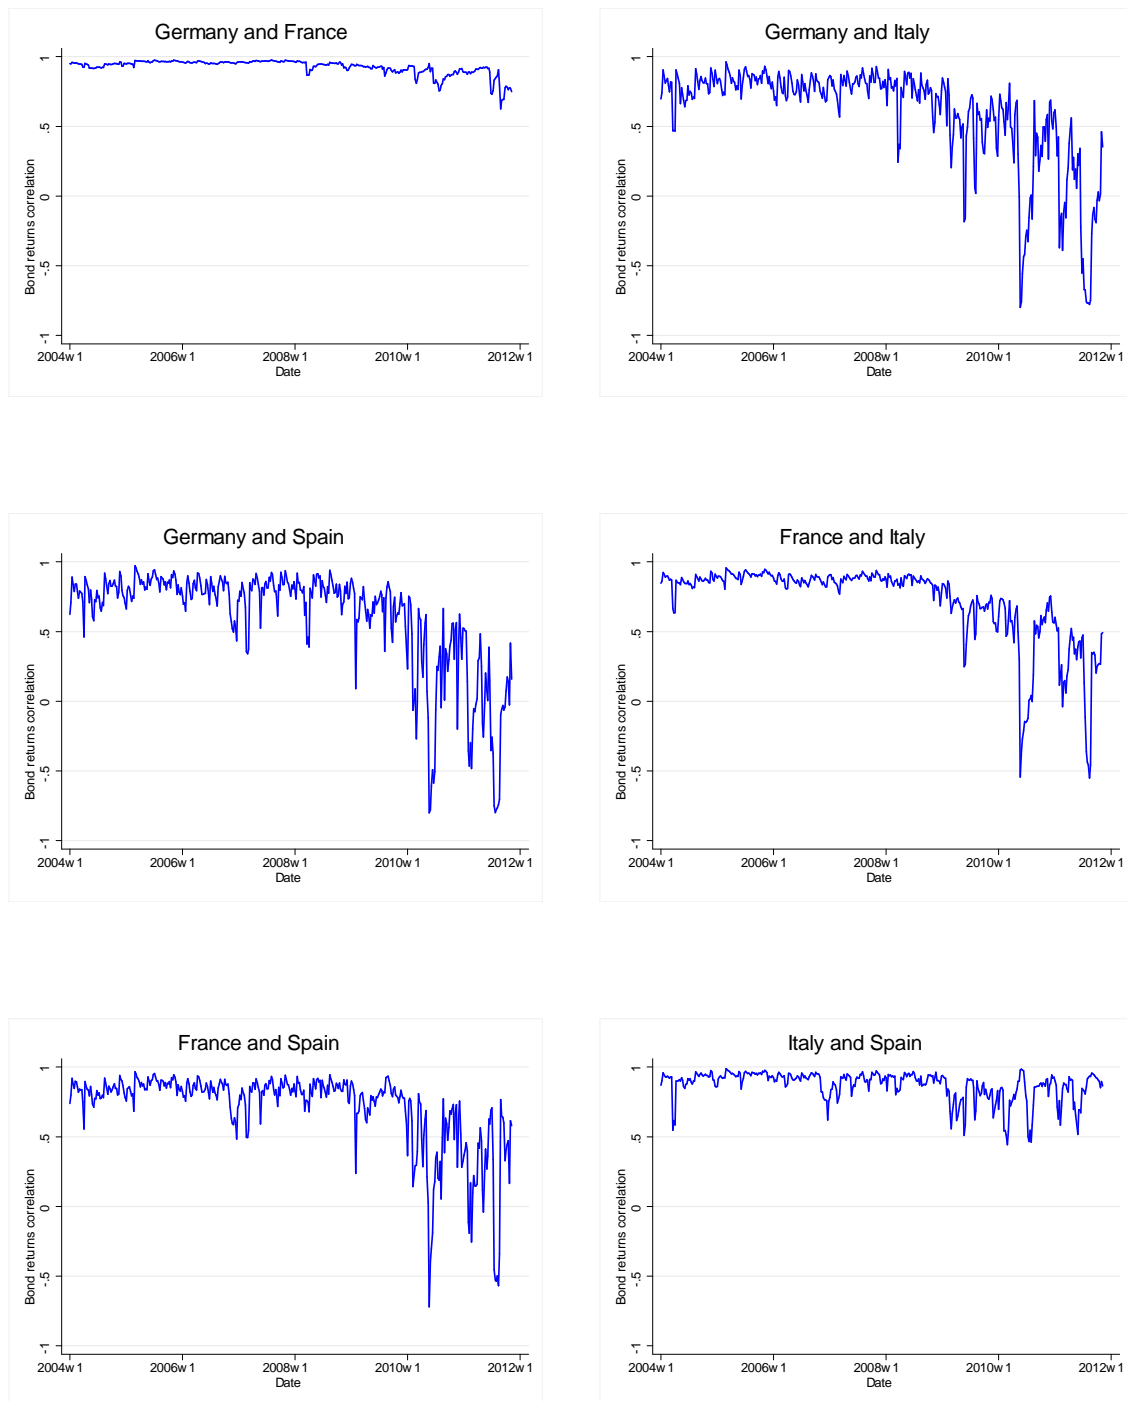 Germany and France
Bond returns correlation
1
.5
0
-.5
-1
2004w1 2006w1 2008w1 2010w1 2012w1
Date
Germany and Italy
Bond returns correlation
1
.5
0
-.5
-1
2004w1 2006w1 2008w1 2010w1 2012w1
Date
Germany and Spain
Bond returns correlation
1
.5
0
-.5
-1
2004w1 2006w1 2008w1 2010w1 2012w1
Date
France and Italy
Bond returns correlation
1
.5
0
-.5
-1
2004w1 2006w1 2008w1 2010w1 2012w1
Date
France and Spain
Bond returns correlation
1
.5
0
-.5
-1
2004w1 2006w1 2008w1 2010w1 2012w1
Date
Italy and Spain
Bond returns correlation
1
.5
0
-.5
-1
2004w1 2006w1 2008w1 2010w1 2012w1
Date